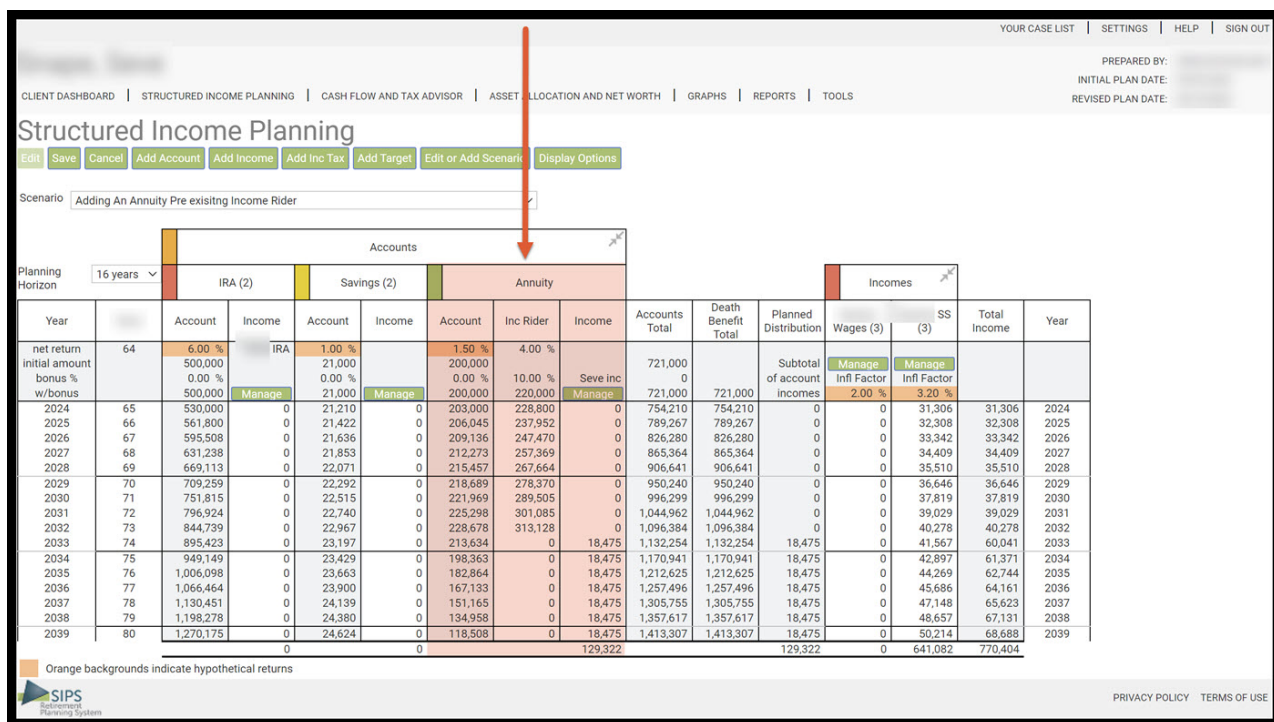 YOUR CASE LIST | SETTINGS | HELP | SIGN OUT
PREPARED BY:
INITIAL PLAN DATE:
REVISED PLAN DATE:
CLIENT DASHBOARD | STRUCTURED INCOME PLANNING | CASH FLOW AND TAX ADVISOR | ASSET ALLOCATION AND NET WORTH | GRAPHS | REPORTS | TOOLS
Structured Income Planning
Edit Save Cancel Add Account Add Income Add Inc Tax Add Target Edit or Add Scenario Display Options
Scenario Adding An Annuity Pre exisitng Income Rider
Accounts
Planning Horizon 16 years IRA (2) Savings (2) Annuity Incomes
Year Account Income Account Income Account Inc Rider Income Accounts Total Death Benefit Total Planned Distribution Wages (3) SS (3) Total Income Year
net return 64 6.00 % IRA 1.00 % 1.50 % 4.00 %
initial amount 500,000 21,000 200,000 721,000 Subtotal Manage Manage
bonus % 0.00 % 0.00 % 0.00 % 10.00 % Seve inc 0 of account Infl Factor Infl Factor
w/bonus 500,000 Manage 21,000 Manage 200,000 220,000 Manage 721,000 721,000 incomes 2.00 % 3.20 %
2024 65 530,000 0 21,210 0 203,000 228,800 0 754,210 754,210 0 0 31,306 31,306 2024
2025 66 561,800 0 21,422 0 206,045 237,952 0 789,267 789,267 0 0 32,308 32,308 2025
2026 67 595,508 0 21,636 0 209,136 247,470 0 826,280 826,280 0 0 33,342 33,342 2026
2027 68 631,238 0 21,853 0 212,273 257,369 0 865,364 865,364 0 0 34,409 34,409 2027
2028 69 669,113 0 22,071 0 215,457 267,664 0 906,641 906,641 0 0 35,510 35,510 2028
2029 70 709,259 0 22,292 0 218,689 278,370 0 950,240 950,240 0 0 36,646 36,646 2029
2030 71 751,815 0 22,515 0 221,969 289,505 0 996,299 996,299 0 0 37,819 37,819 2030
2031 72 796,924 0 22,740 0 225,298 301,085 0 1,044,962 1,044,962 0 0 39,029 39,029 2031
2032 73 844,739 0 22,967 0 228,678 313,128 0 1,096,384 1,096,384 0 0 40,278 40,278 2032
2033 74 895,423 0 23,197 0 213,634 0 18,475 1,132,254 1,132,254 18,475 0 41,567 60,041 2033
2034 75 949,149 0 23,429 0 198,363 0 18,475 1,170,941 1,170,941 18,475 0 42,897 61,371 2034
2035 76 1,006,098 0 23,663 0 182,864 0 18,475 1,212,625 1,212,625 18,475 0 44,269 62,744 2035
2036 77 1,066,464 0 23,900 0 167,133 0 18,475 1,257,496 1,257,496 18,475 0 45,686 64,161 2036
2037 78 1,130,451 0 24,139 0 151,165 0 18,475 1,305,755 1,305,755 18,475 0 47,148 65,623 2037
2038 79 1,198,278 0 24,380 0 134,958 0 18,475 1,357,617 1,357,617 18,475 0 48,657 67,131 2038
2039 80 1,270,175 0 24,624 0 118,508 0 18,475 1,413,307 1,413,307 18,475 0 50,214 68,688 2039
0 0 129,322 129,322 0 641,082 770,404
Orange backgrounds indicate hypothetical returns
SIPS
Retirement
Planning System
PRIVACY POLICY TERMS OF USE